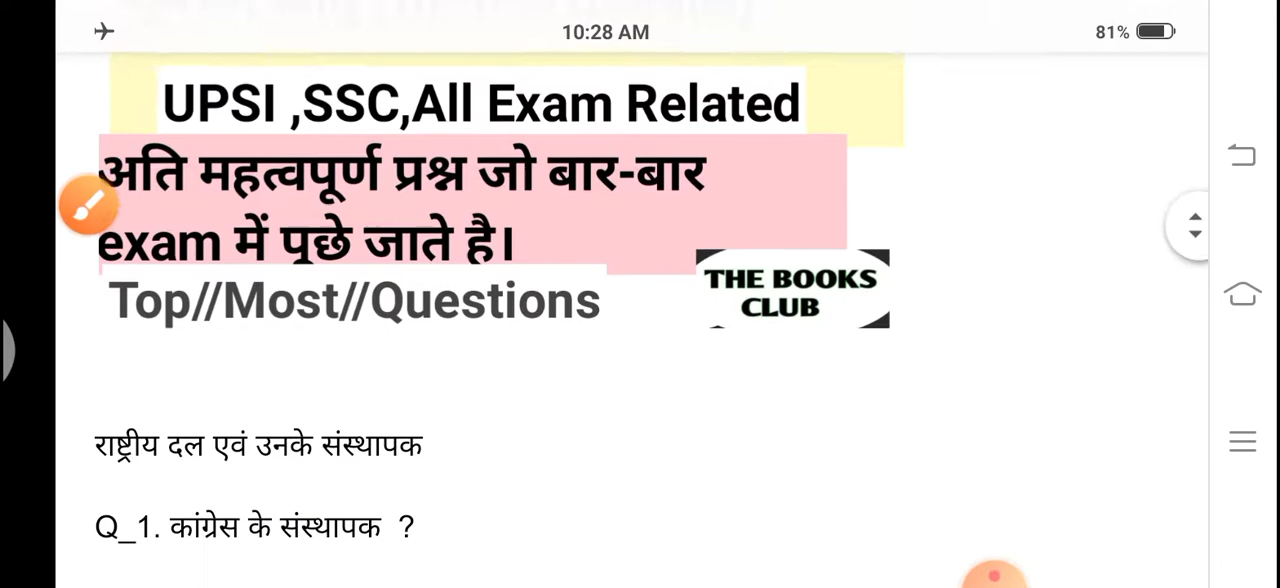 10:28 AM
81%
UPSI ,SSC,All Exam Related
अति महत्वपूर्ण प्रश्न जो बार-बार
exam में पूछे जाते है।
Top//Most//Questions
THE BOOKS
CLUB
राष्ट्रीय दल एवं उनके संस्थापक
Q_1. कांग्रेस के संस्थापक ?